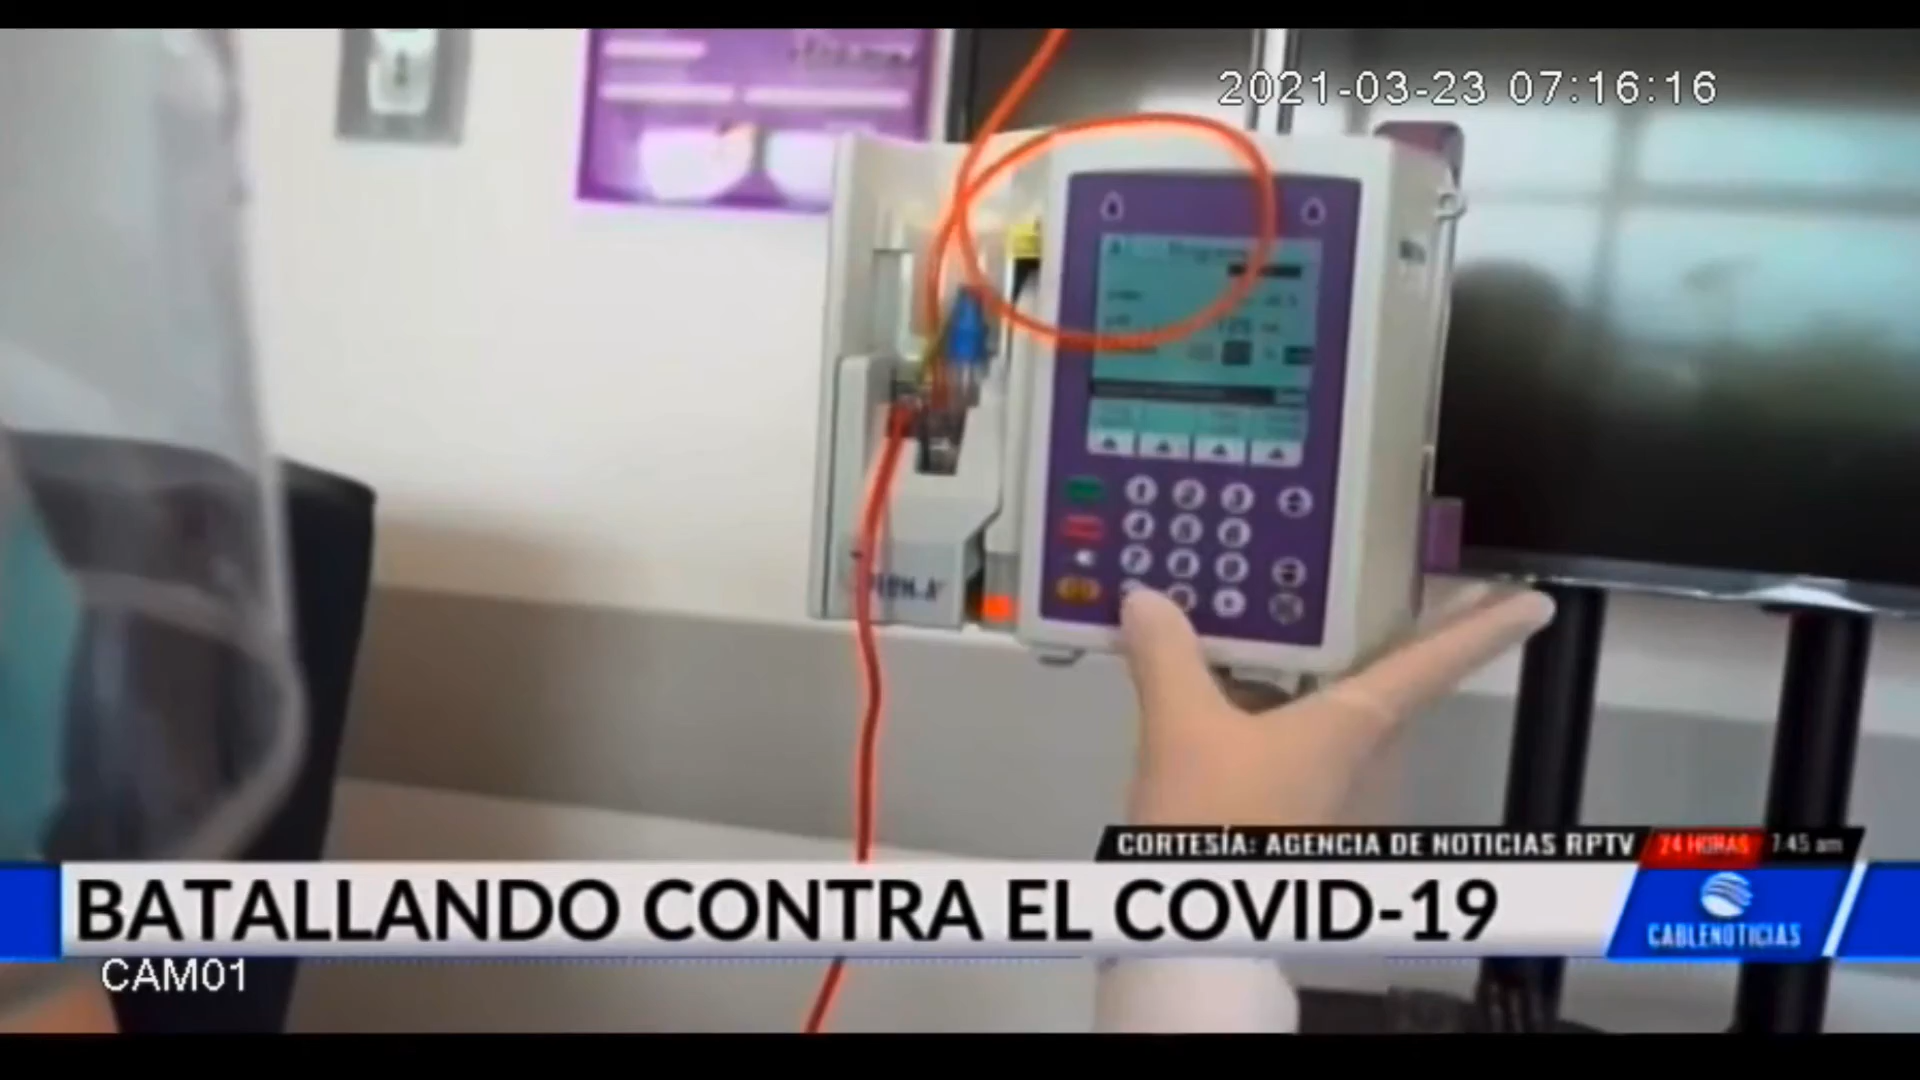 2021-03-23 07:16:16
CORTESÍA: AGENCIA DE NOTICIAS RPTV
24 HORAS 7:45 am
BATALLANDO CONTRA EL COVID-19
CABLENOTICIAS
CAM01